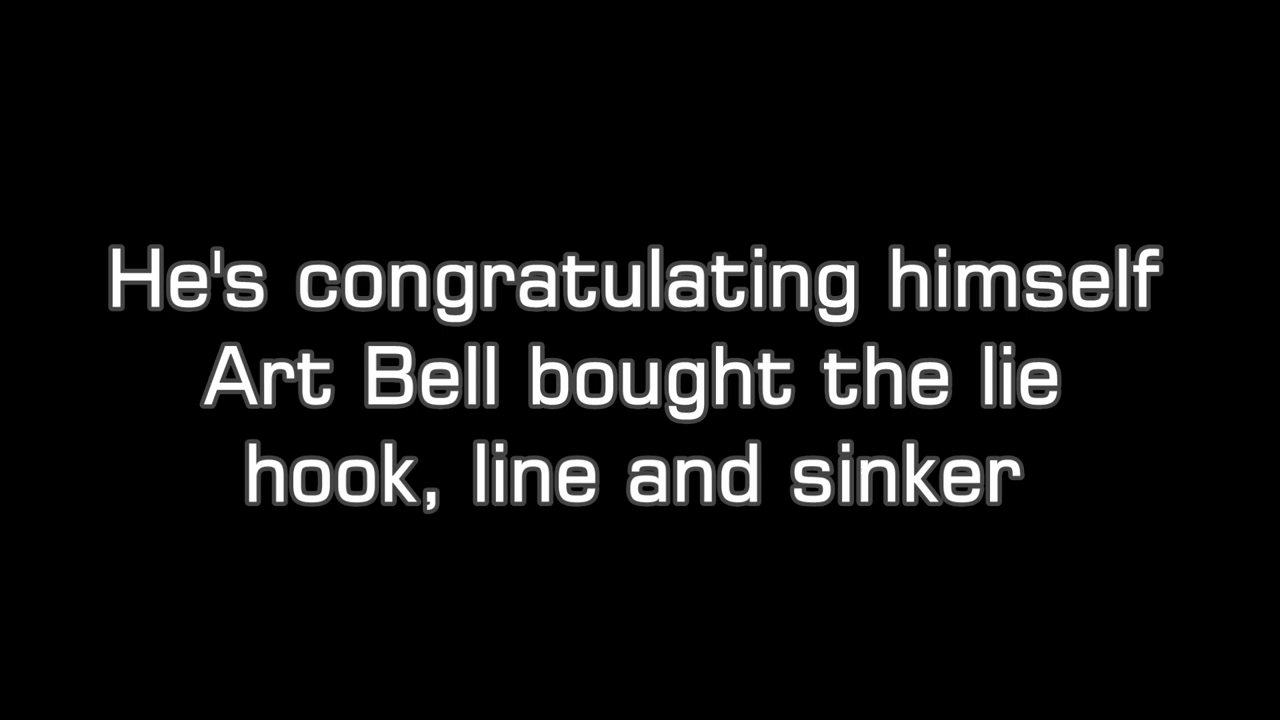 He's congratulating himself
Art Bell bought the lie
hook, line and sinker